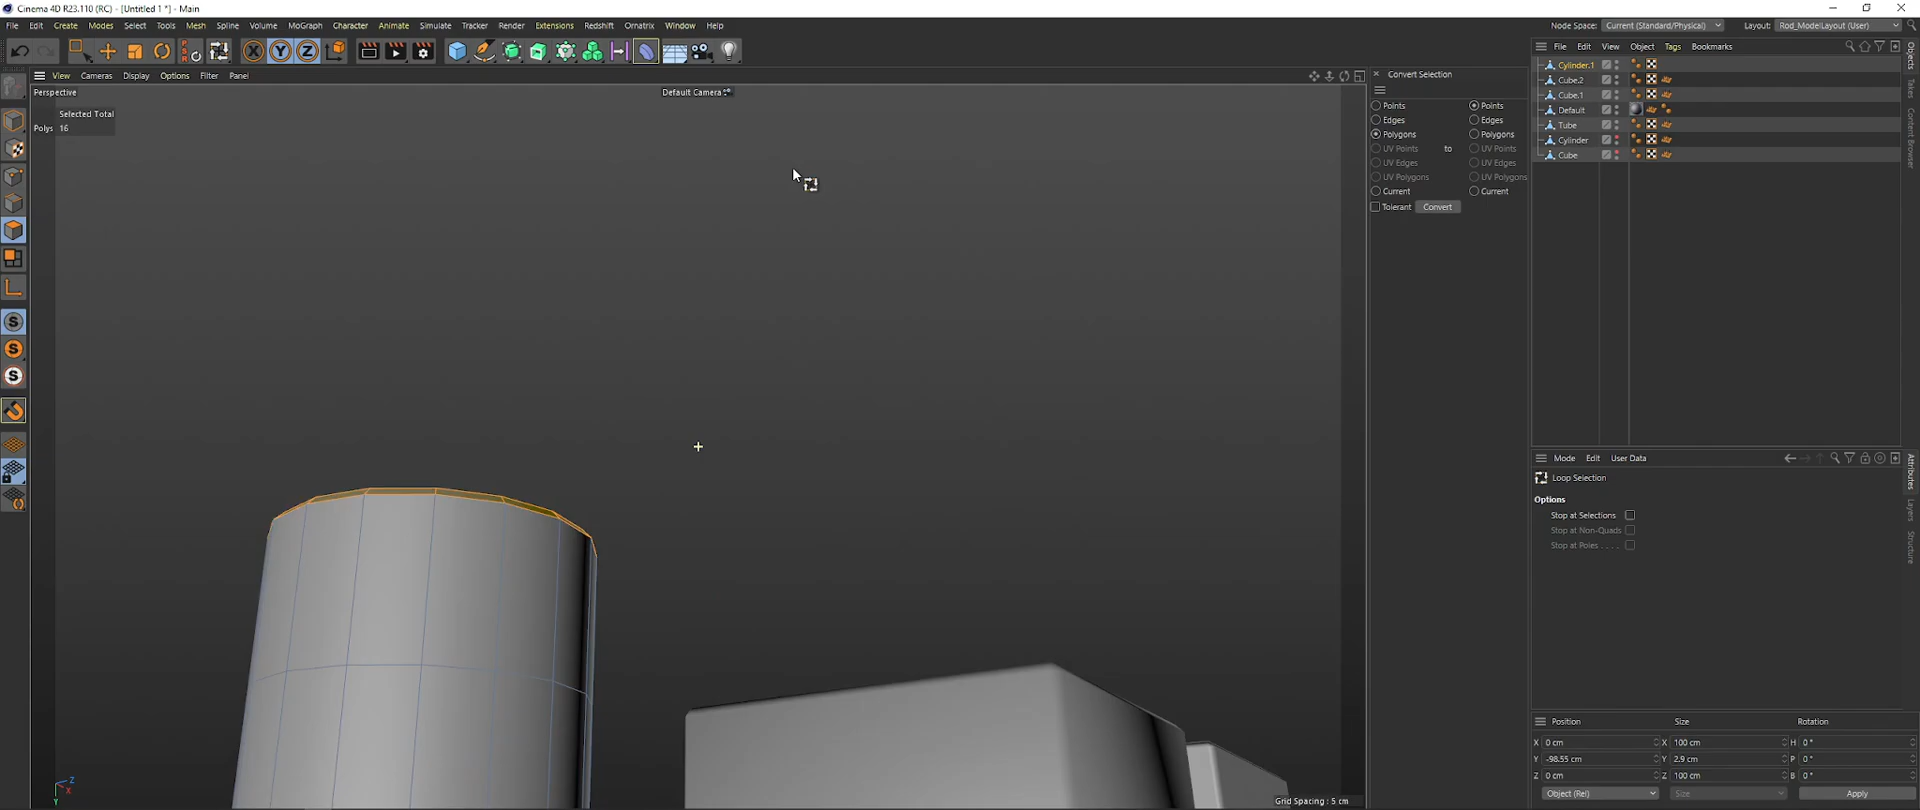 Cinema 4D R23.110 (RC) - [Untitled 1 *] - Main
File Edit Create Modes Select Tools Mesh Spline Volume MoGraph Character Animate Simulate Tracker Render Extensions Redshift Ornatrix Window Help
Node Space: Current (Standard/Physical) Layout: Rod_ModelLayout (User)
View Cameras Display Options Filter Panel
Perspective
Default Camera
Selected Total
Polys 16
Grid Spacing : 5 cm
Convert Selection
Points Points
Edges Edges
Polygons Polygons
UV Points to UV Points
UV Edges UV Edges
UV Polygons UV Polygons
Current Current
Tolerant Convert
File Edit View Object Tags Bookmarks
Cylinder.1
Cube.2
Cube.1
Default
Tube
Cylinder
Cube
Objects
Takes
Content Browser
Mode Edit User Data
Loop Selection
Options
Stop at Selections
Stop at Non-Quads
Stop at Poles . . . .
Attributes
Layers
Structure
Position Size Rotation
X 0 cm X 100 cm H 0 °
Y -98.55 cm Y 2.9 cm P 0 °
Z 0 cm Z 100 cm B 0 °
Object (Rel) Size Apply
Z
X
Y